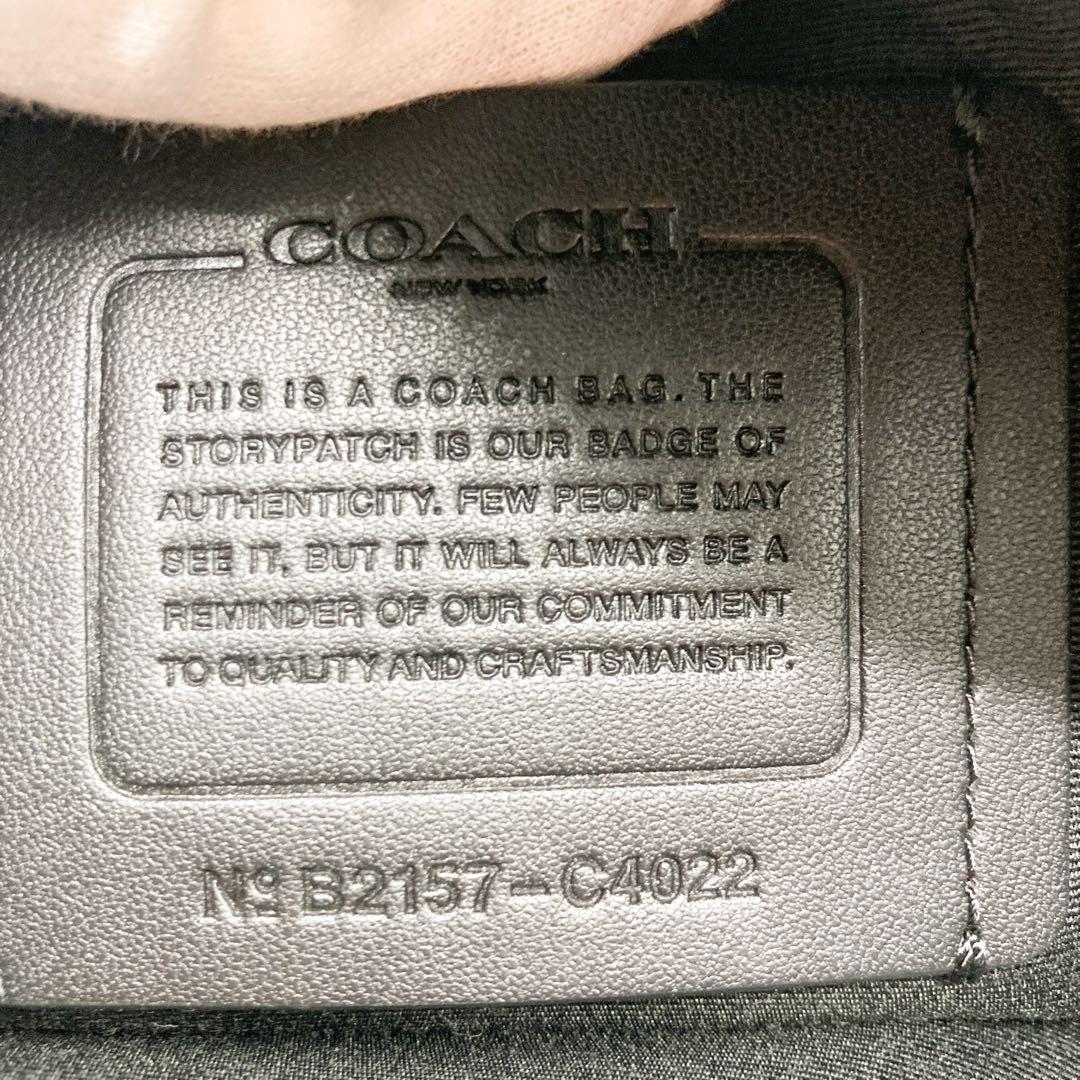 COACH
NEW YORK
THIS IS A COACH BAG. THE
STORYPATCH IS OUR BADGE OF
AUTHENTICITY. FEW PEOPLE MAY
SEE IT, BUT IT WILL ALWAYS BE A
REMINDER OF OUR COMMITMENT
TO QUALITY AND CRAFTSMANSHIP.
Nº B2157-C4022